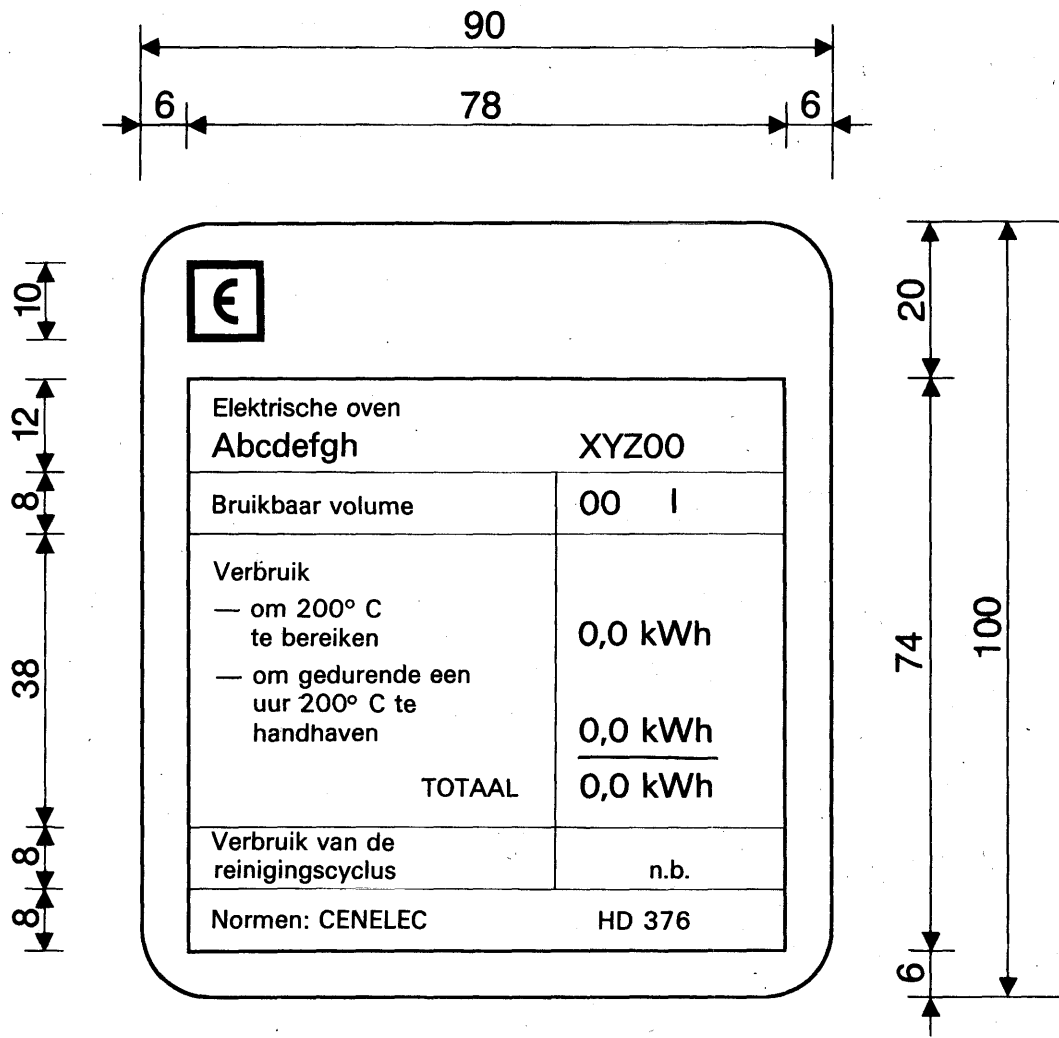 90
6 78 6
10
20
Є
12
Elektrische oven
Abcdefgh XYZ00
8
Bruikbaar volume 00 l
38
Verbruik
— om 200° C
te bereiken 0,0 kWh
— om gedurende een
uur 200° C te
handhaven 0,0 kWh
TOTAAL 0,0 kWh
74
100
8
Verbruik van de
reinigingscyclus n.b.
8
Normen: CENELEC HD 376
6